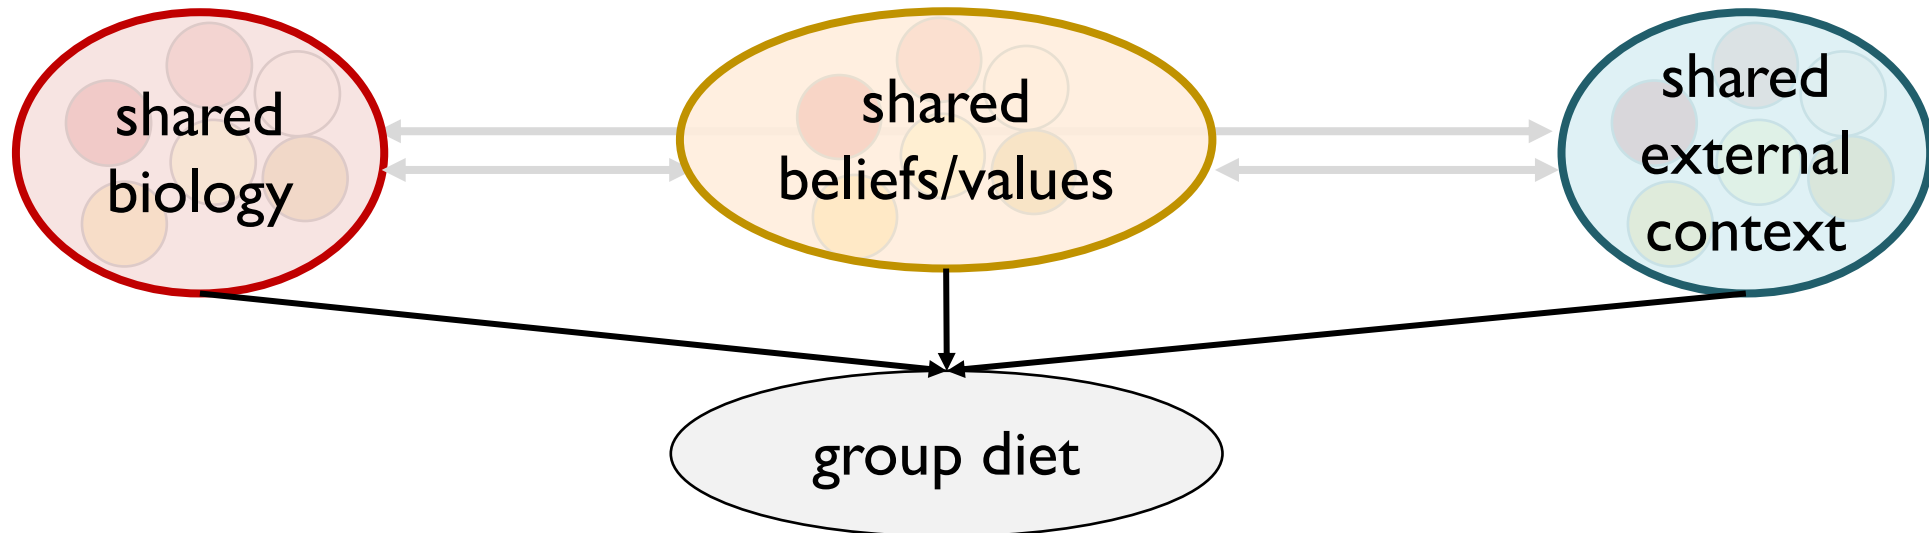 shared
biology
shared
beliefs/values
shared
external
context
group diet